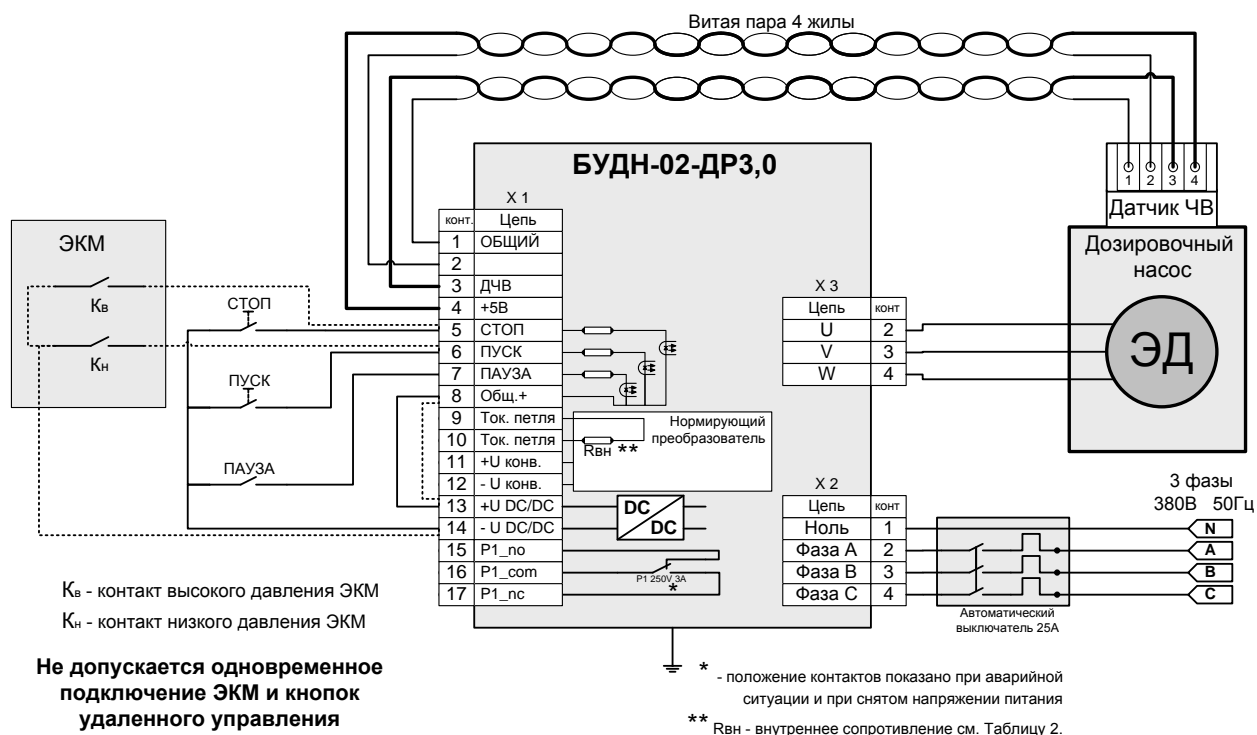 Витая пара 4 жилы
БУДН-02-ДР3,0
1 2 3 4
Датчик ЧВ
Дозировочный
насос
ЭД
ЭКМ
Кв
Кн
СТОП
ПУСК
ПАУЗА
X 1
конт. Цепь
1 ОБЩИЙ
2
3 ДЧВ
4 +5В
5 СТОП
6 ПУСК
7 ПАУЗА
8 Общ.+
9 Ток. петля
10 Ток. петля
11 +U конв.
12 - U конв.
13 +U DC/DC
14 - U DC/DC
15 P1_no
16 P1_com
17 P1_nc
Нормирующий
преобразователь
Rвн **
DC
DC
P1 250V 3A
*
X 3
Цепь конт
U 2
V 3
W 4
X 2
Цепь конт
Ноль 1
Фаза А 2
Фаза В 3
Фаза С 4
3 фазы
380В 50Гц
N
A
B
C
Автоматический
выключатель 25А
Кв - контакт высокого давления ЭКМ
Кн - контакт низкого давления ЭКМ
Не допускается одновременное
подключение ЭКМ и кнопок
удаленного управления
* - положение контактов показано при аварийной
ситуации и при снятом напряжении питания
** Rвн - внутреннее сопротивление см. Таблицу 2.